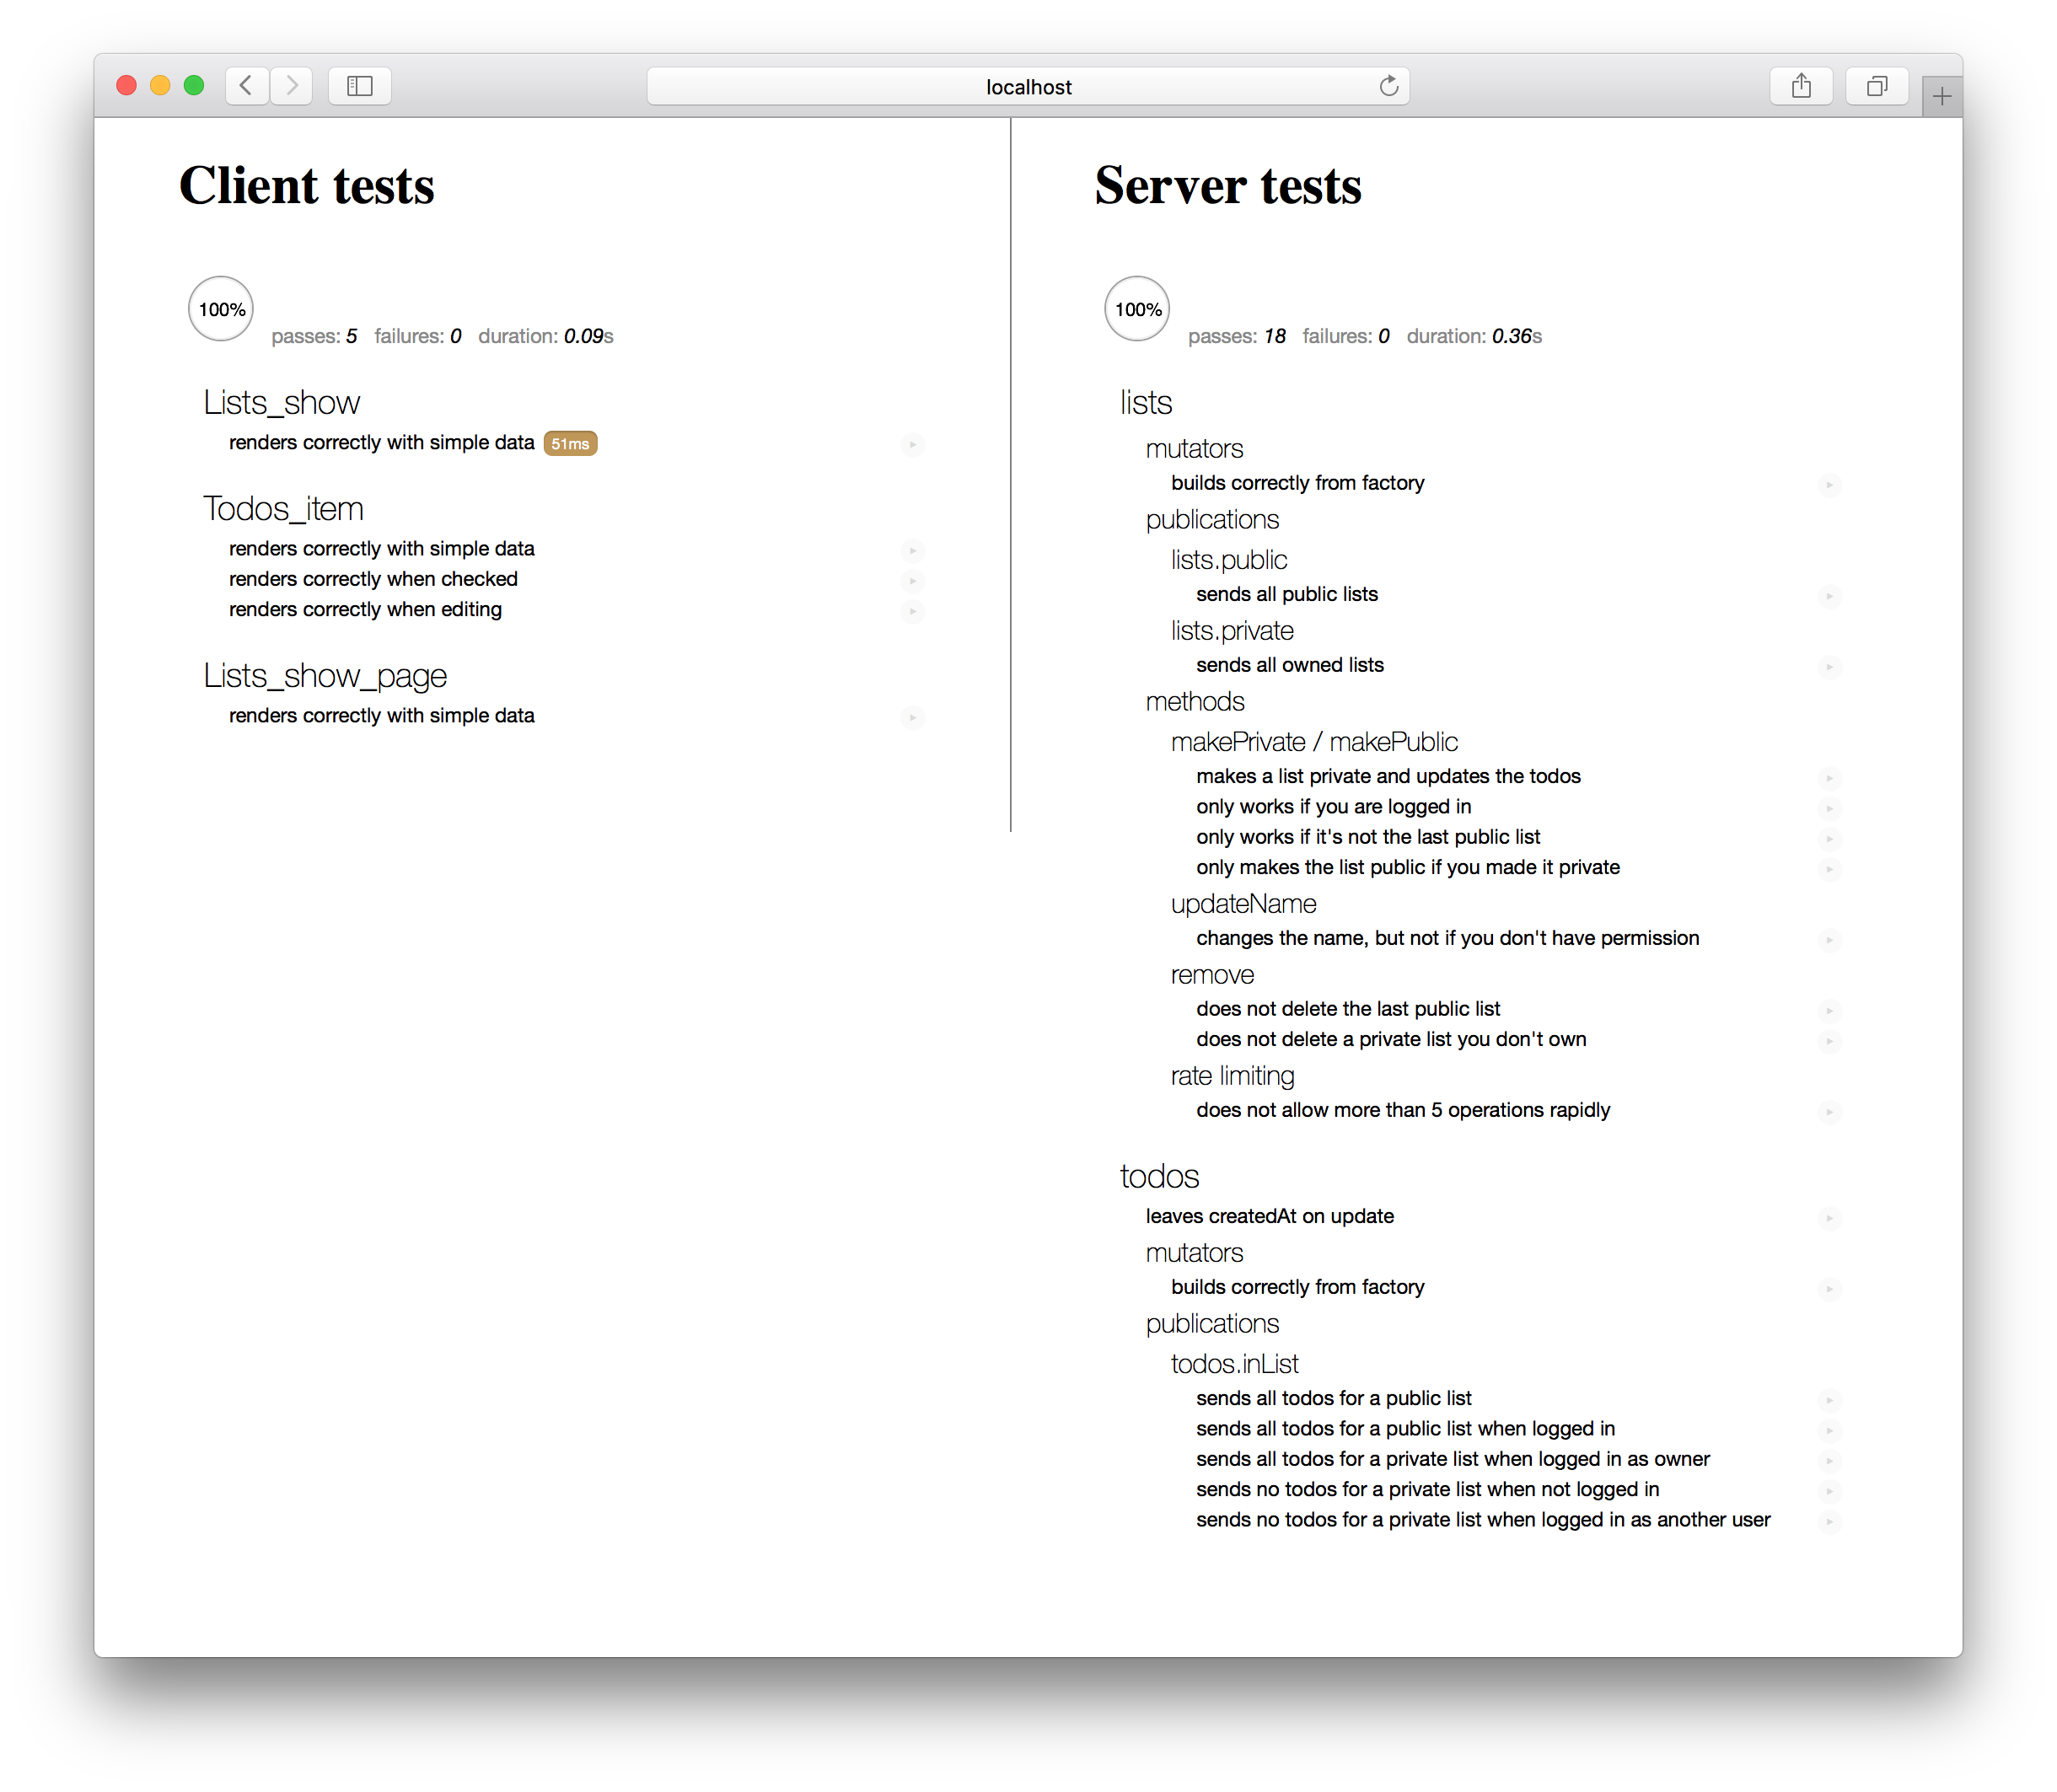 localhost
Client tests
100%
passes: 5 failures: 0 duration: 0.09s
Lists_show
renders correctly with simple data 51ms
Todos_item
renders correctly with simple data
renders correctly when checked
renders correctly when editing
Lists_show_page
renders correctly with simple data
Server tests
100%
passes: 18 failures: 0 duration: 0.36s
lists
mutators
builds correctly from factory
publications
lists.public
sends all public lists
lists.private
sends all owned lists
methods
makePrivate / makePublic
makes a list private and updates the todos
only works if you are logged in
only works if it's not the last public list
only makes the list public if you made it private
updateName
changes the name, but not if you don't have permission
remove
does not delete the last public list
does not delete a private list you don't own
rate limiting
does not allow more than 5 operations rapidly
todos
leaves createdAt on update
mutators
builds correctly from factory
publications
todos.inList
sends all todos for a public list
sends all todos for a public list when logged in
sends all todos for a private list when logged in as owner
sends no todos for a private list when not logged in
sends no todos for a private list when logged in as another user